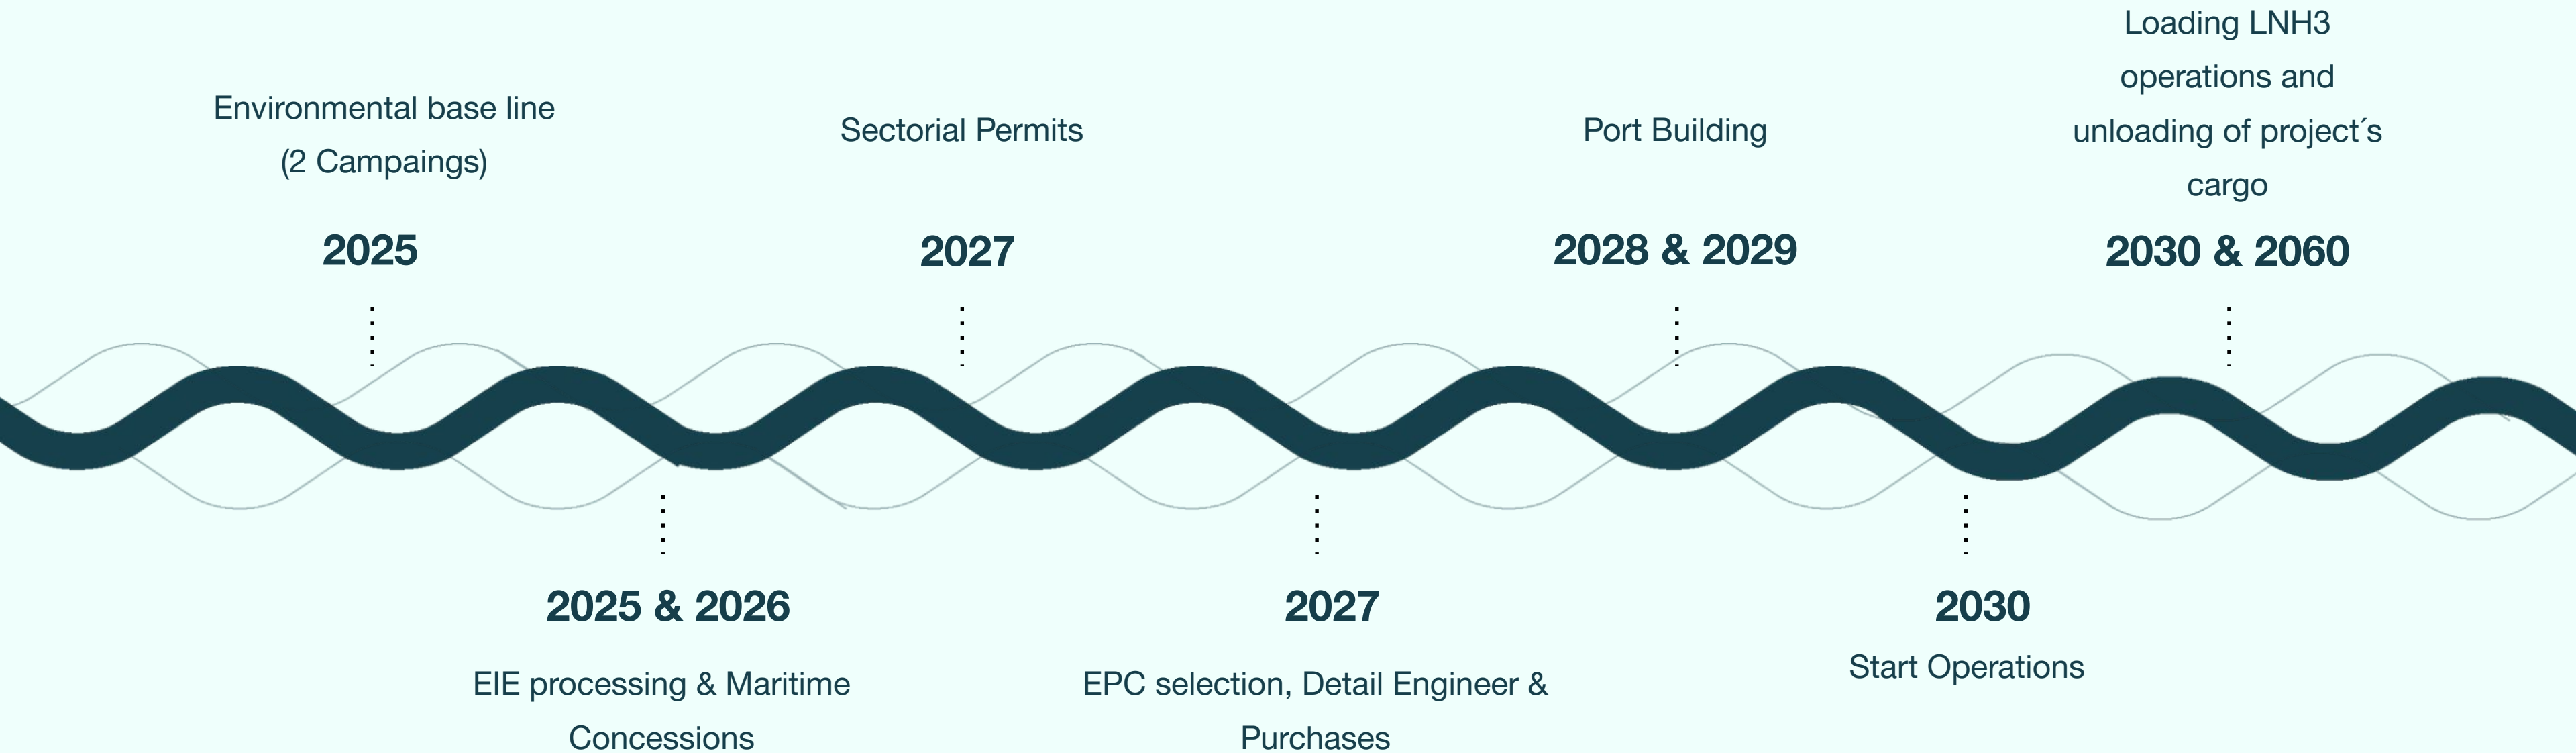 Environmental base line
(2 Campaings)
2025
2025 & 2026
EIE processing & Maritime
Concessions
Sectorial Permits
2027
2027
EPC selection, Detail Engineer &
Purchases
Port Building
2028 & 2029
2030
Start Operations
Loading LNH3
operations and
unloading of project´s
cargo
2030 & 2060